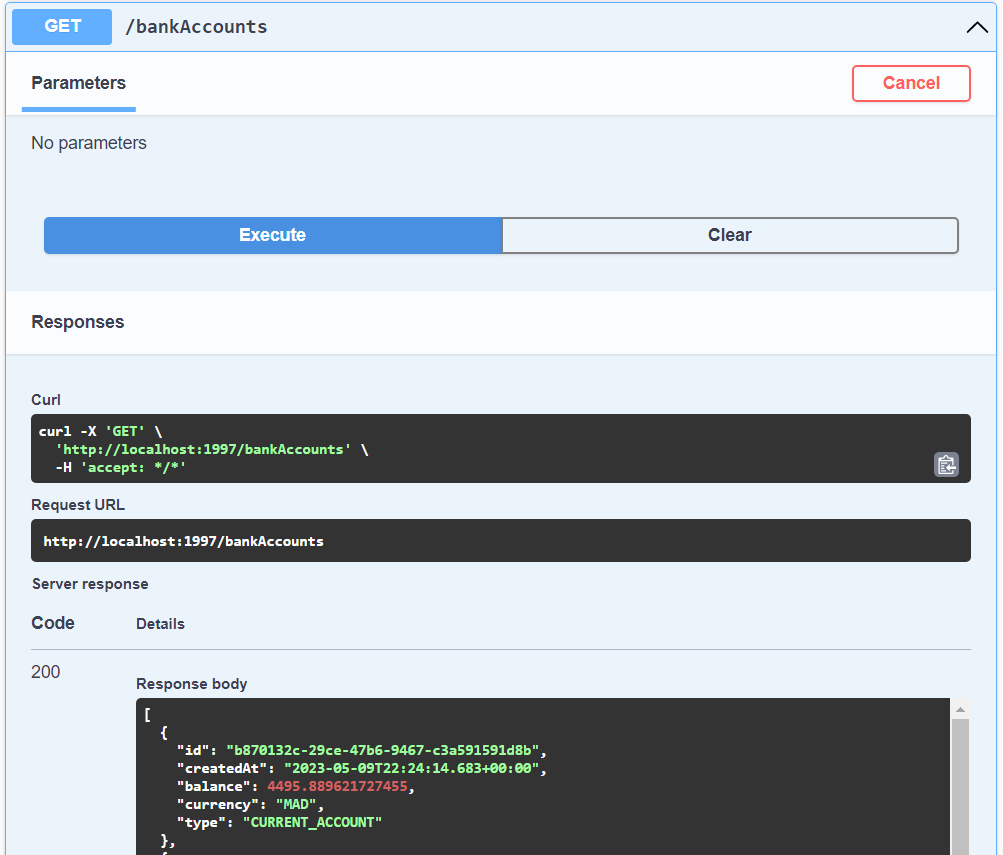 GET /bankAccounts
Parameters
Cancel
No parameters
Execute
Clear
Responses
Curl
curl -X 'GET' \
  'http://localhost:1997/bankAccounts' \
  -H 'accept: */*'
Request URL
http://localhost:1997/bankAccounts
Server response
Code
Details
200
Response body
[
  {
    "id": "b870132c-29ce-47b6-9467-c3a591591d8b",
    "createdAt": "2023-05-09T22:24:14.683+00:00",
    "balance": 4495.889621727455,
    "currency": "MAD",
    "type": "CURRENT_ACCOUNT"
  },